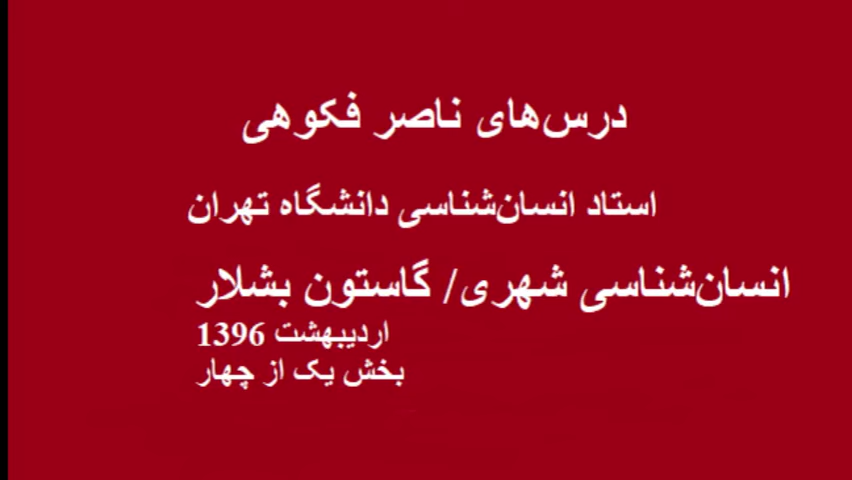 درس‌های ناصر فکوهی
استاد انسان‌شناسی دانشگاه تهران
انسان‌شناسی شهری/ گاستون بشلار
اردیبهشت 1396
بخش یک از چهار